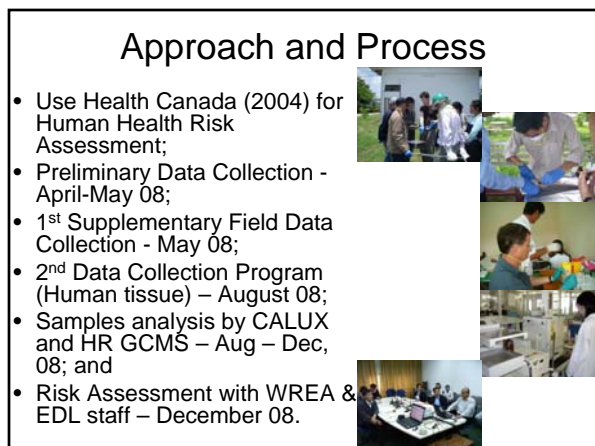 Approach and Process
• Use Health Canada (2004) for
Human Health Risk
Assessment;
• Preliminary Data Collection -
April-May 08;
• 1st Supplementary Field Data
Collection - May 08;
• 2nd Data Collection Program
(Human tissue) – August 08;
• Samples analysis by CALUX
and HR GCMS – Aug – Dec,
08; and
• Risk Assessment with WREA &
EDL staff – December 08.